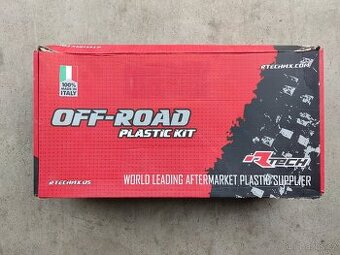 RTECHMX.COM
100%
MADE IN
ITALY
OFF-ROAD
PLASTIC KIT
RTECH
WORLD LEADING AFTERMARKET PLASTIC SUPPLIER
RTECHMX.US